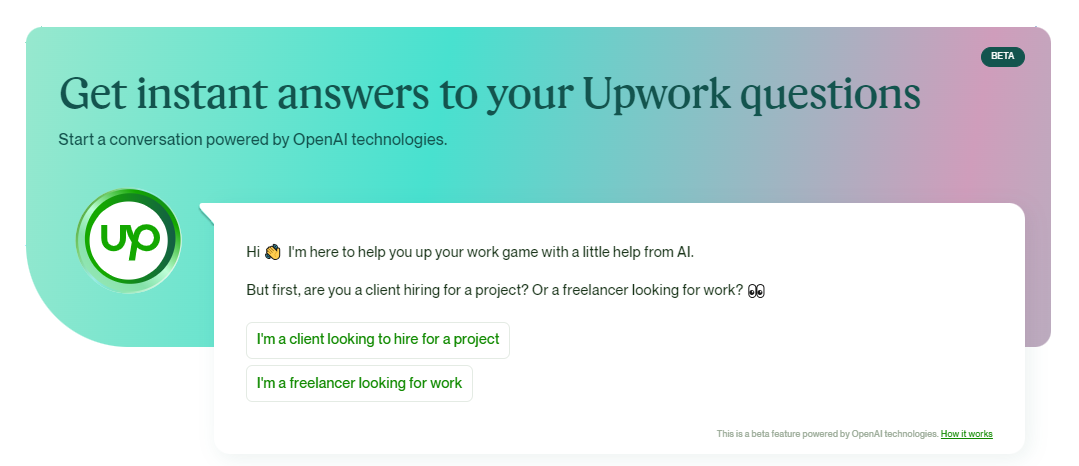 BETA
Get instant answers to your Upwork questions
Start a conversation powered by OpenAI technologies.
up
Hi 👋 I'm here to help you up your work game with a little help from AI.
But first, are you a client hiring for a project? Or a freelancer looking for work? 👀
I'm a client looking to hire for a project
I'm a freelancer looking for work
This is a beta feature powered by OpenAI technologies. How it works